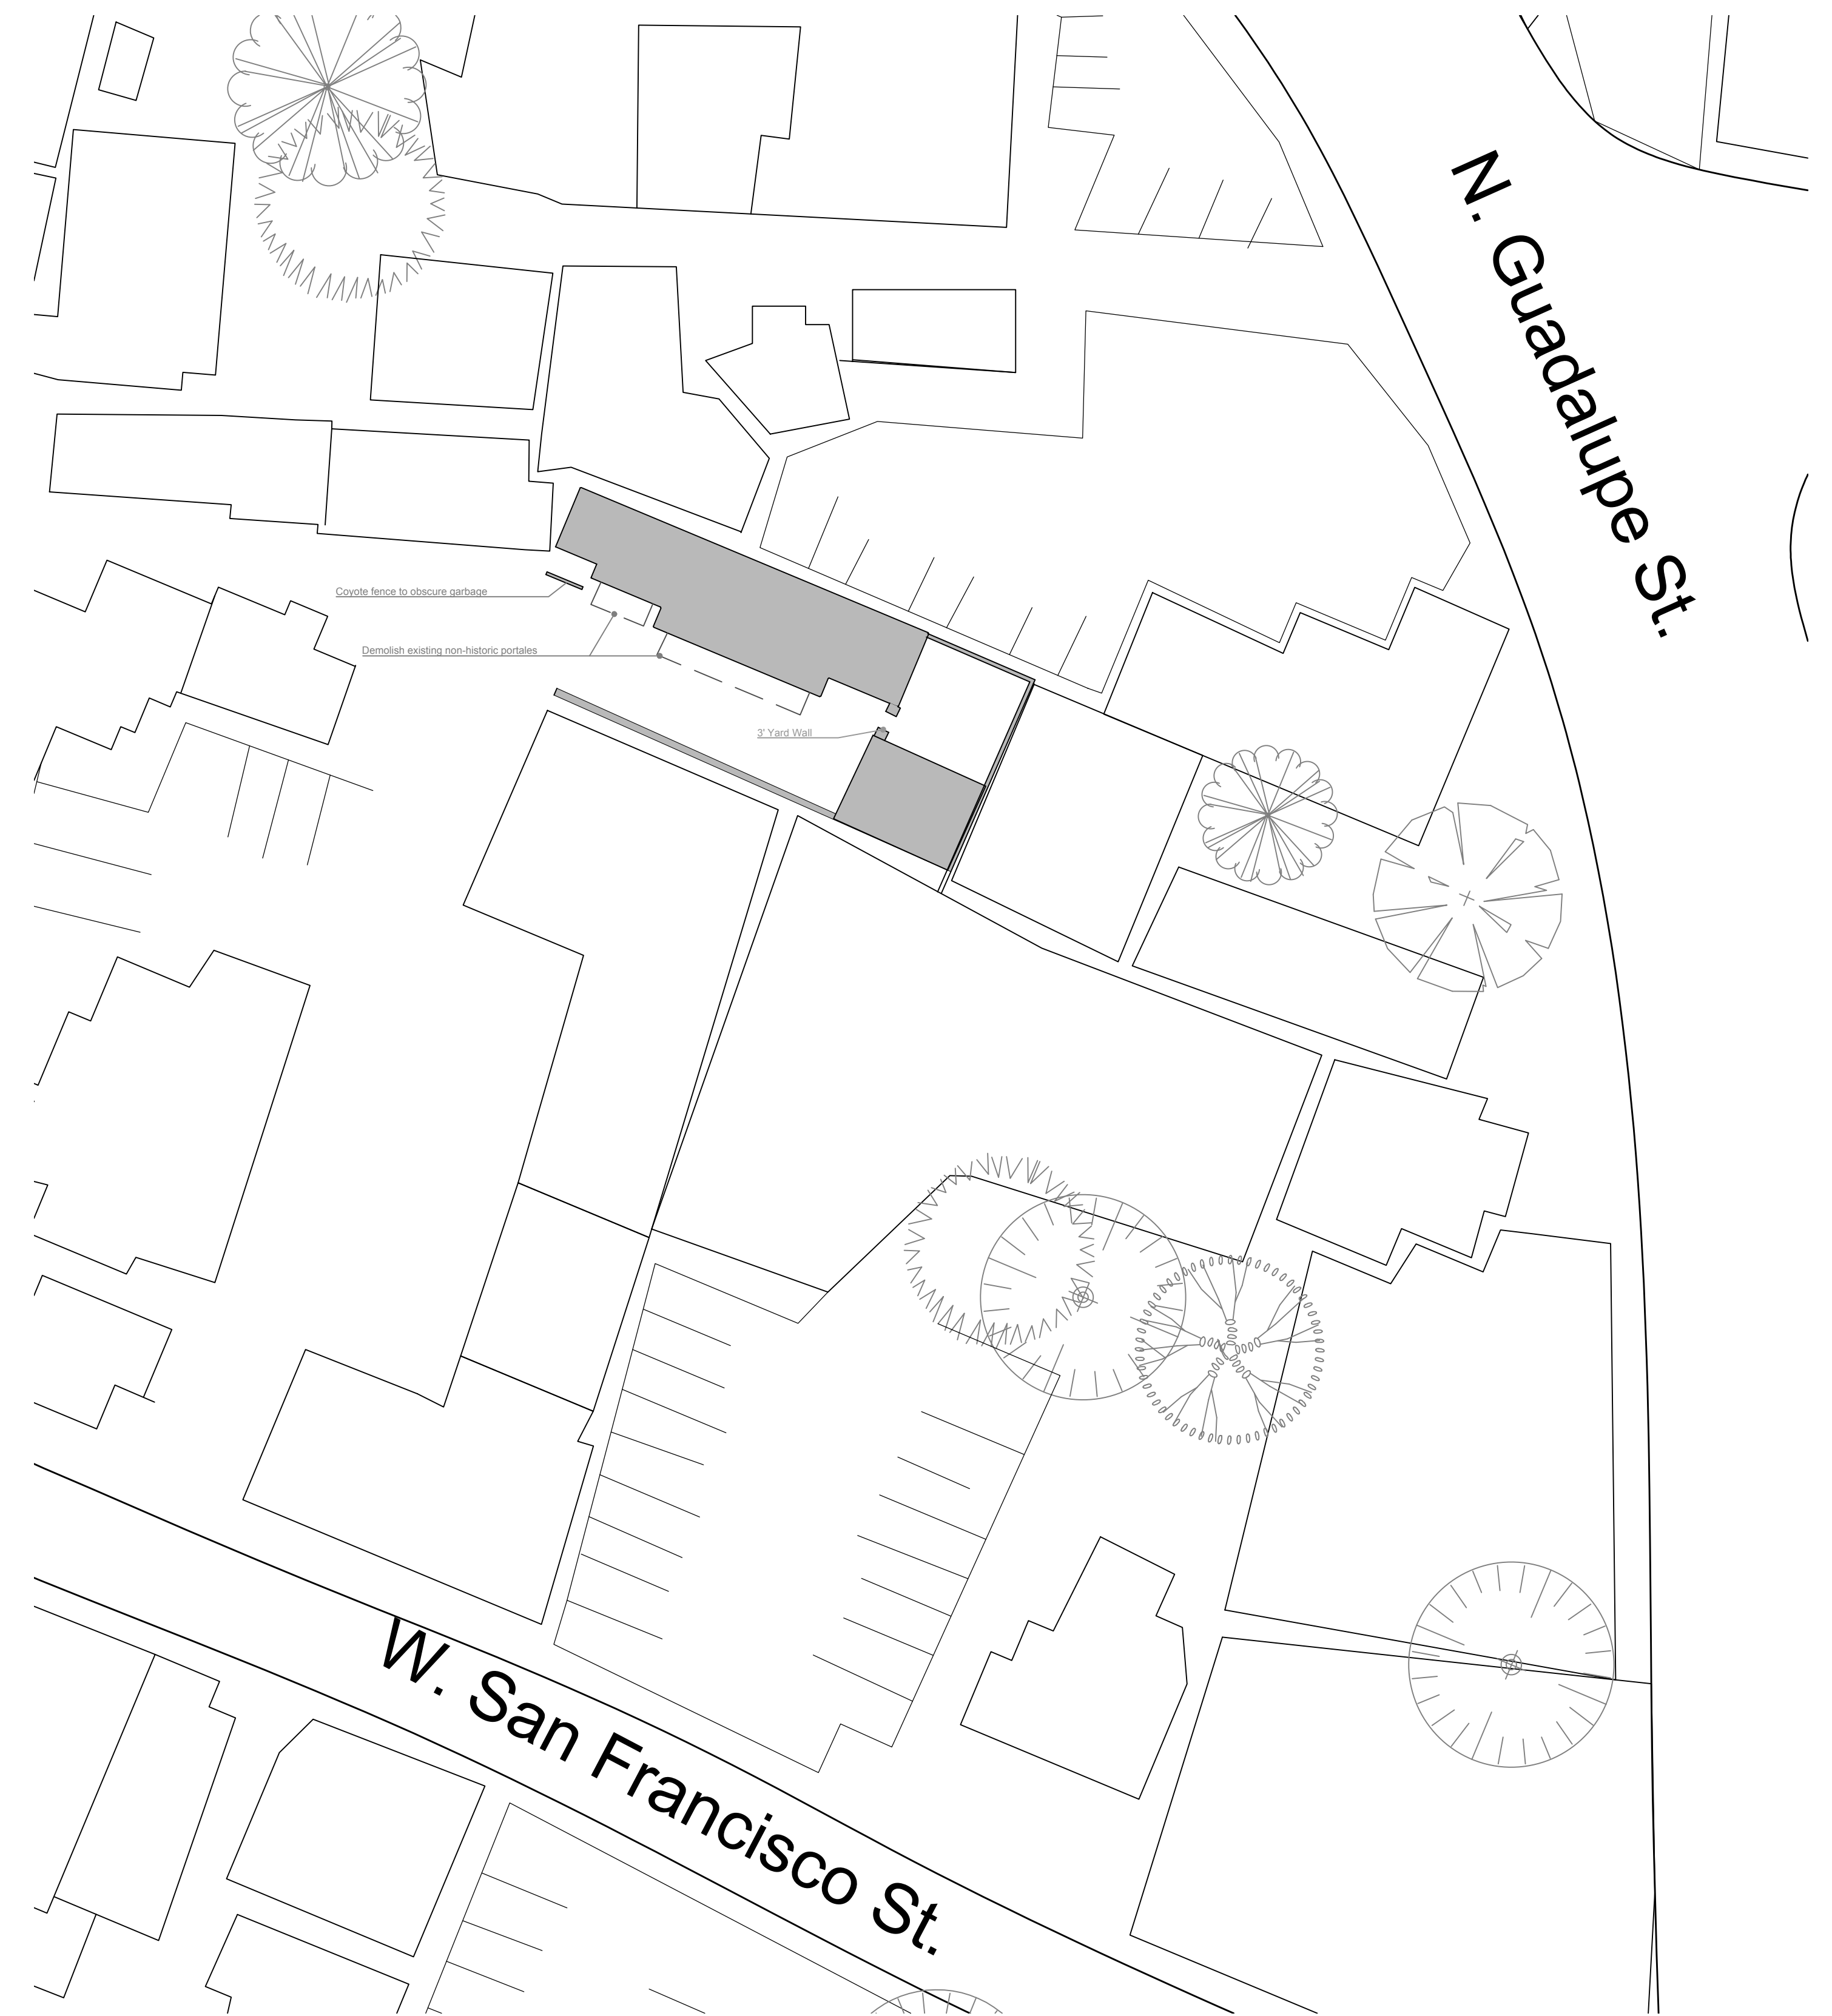 N. Guadalupe St.
Coyote fence to obscure garbage
Demolish existing non-historic portales
3' Yard Wall
W. San Francisco St.